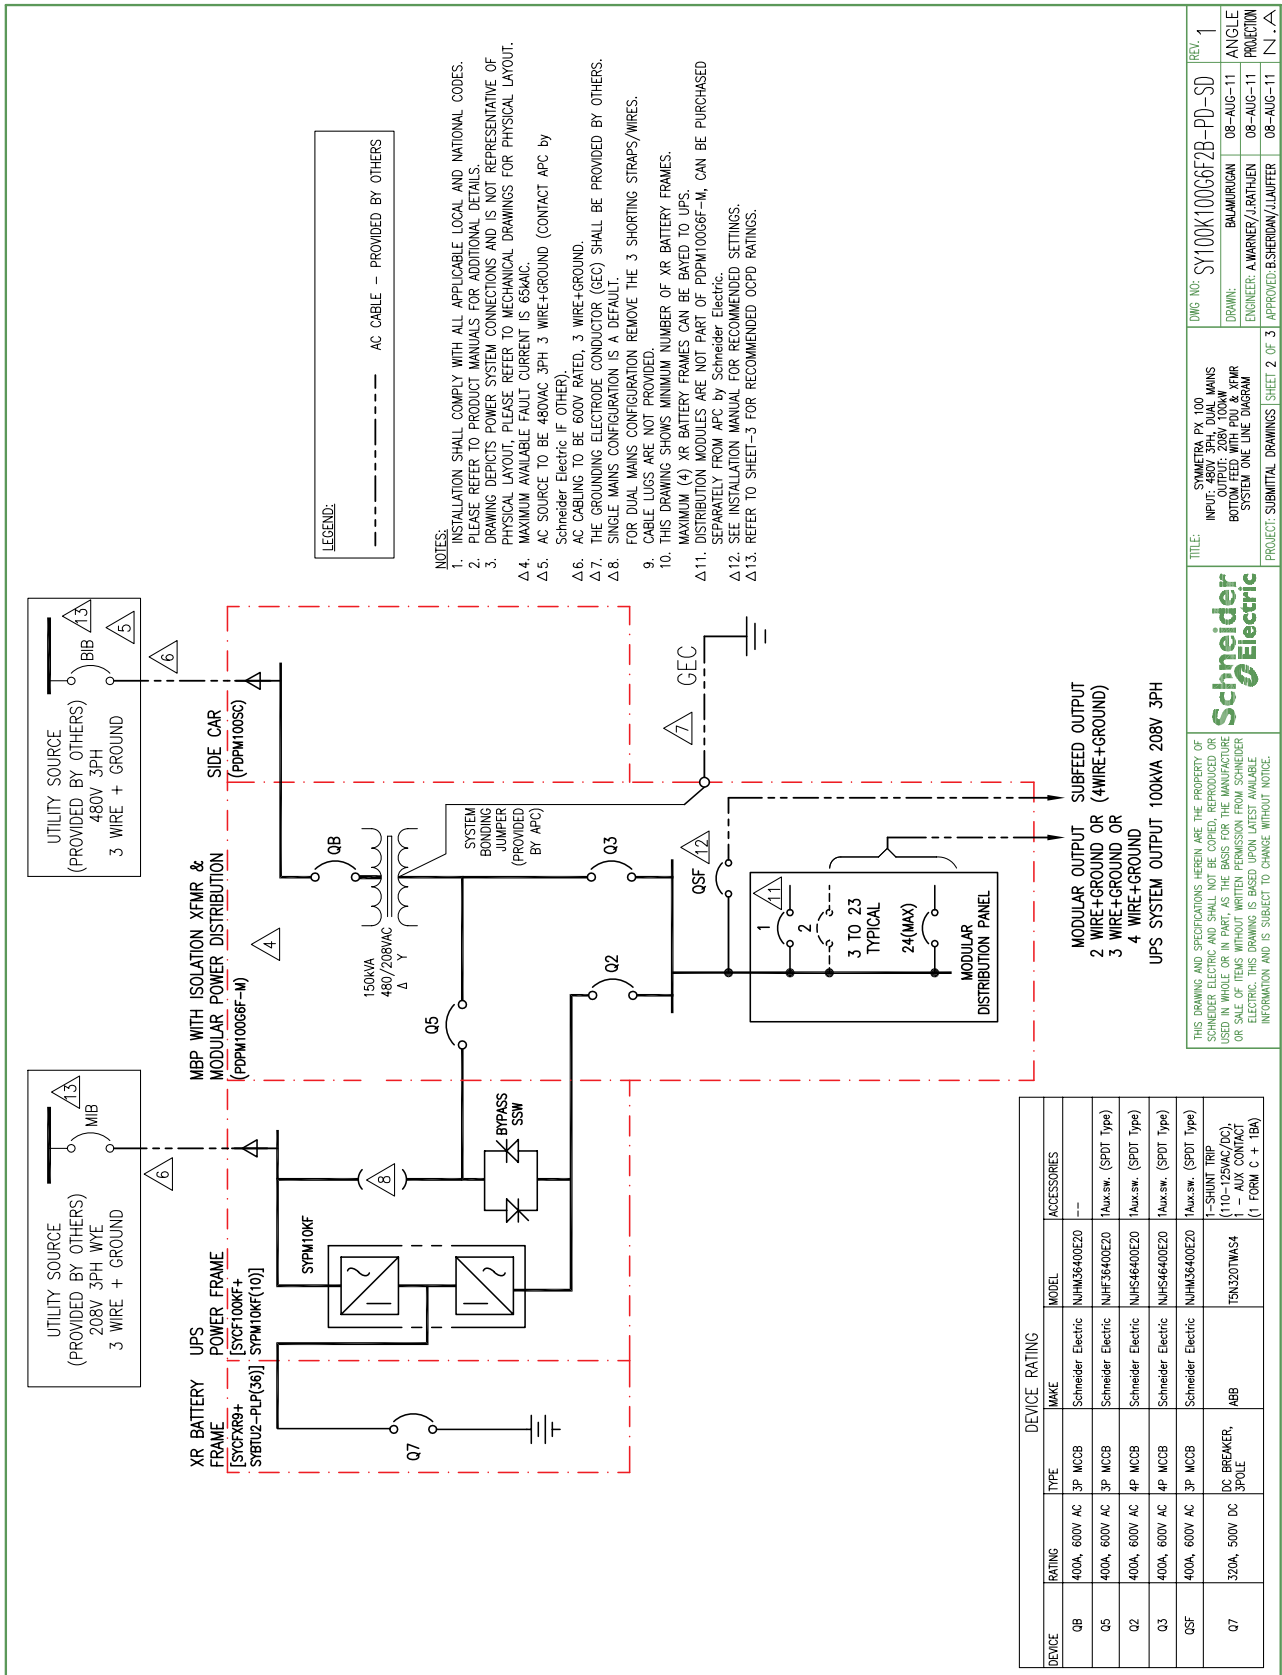 UTILITY SOURCE
(PROVIDED BY OTHERS)
208V 3PH WYE
3 WIRE + GROUND
MIB
13
6
UTILITY SOURCE
(PROVIDED BY OTHERS)
480V 3PH
3 WIRE + GROUND
BIB
13
5
6
XR BATTERY
FRAME
[SYCFXR9+
SYBTU2-PLP(36)]
UPS
POWER FRAME
[SYCF100KF+
SYPM10KF(10)]
MBP WITH ISOLATION XFMR &
MODULAR POWER DISTRIBUTION
(PDPM100G6F-M)
4
SIDE CAR
(PDPM100SC)
SYPM10KF
8
BYPASS
SSW
Q7
Q5
QB
150kVA
480/208VAC
Δ Y
SYSTEM
BONDING
JUMPER
(PROVIDED
BY APC)
Q2
Q3
7
GEC
QSF
12
11
1
2
3 TO 23
TYPICAL
24(MAX)
MODULAR
DISTRIBUTION PANEL
MODULAR OUTPUT
2 WIRE+GROUND OR
3 WIRE+GROUND OR
4 WIRE+GROUND
SUBFEED OUTPUT
(4WIRE+GROUND)
UPS SYSTEM OUTPUT 100kVA 208V 3PH
LEGEND:
AC CABLE - PROVIDED BY OTHERS
NOTES:
1. INSTALLATION SHALL COMPLY WITH ALL APPLICABLE LOCAL AND NATIONAL CODES.
2. PLEASE REFER TO PRODUCT MANUALS FOR ADDITIONAL DETAILS.
3. DRAWING DEPICTS POWER SYSTEM CONNECTIONS AND IS NOT REPRESENTATIVE OF
PHYSICAL LAYOUT, PLEASE REFER TO MECHANICAL DRAWINGS FOR PHYSICAL LAYOUT.
Δ4. MAXIMUM AVAILABLE FAULT CURRENT IS 65kAIC.
Δ5. AC SOURCE TO BE 480VAC 3PH 3 WIRE+GROUND (CONTACT APC by
Schneider Electric IF OTHER).
Δ6. AC CABLING TO BE 600V RATED, 3 WIRE+GROUND.
Δ7. THE GROUNDING ELECTRODE CONDUCTOR (GEC) SHALL BE PROVIDED BY OTHERS.
Δ8. SINGLE MAINS CONFIGURATION IS A DEFAULT.
FOR DUAL MAINS CONFIGURATION REMOVE THE 3 SHORTING STRAPS/WIRES.
9. CABLE LUGS ARE NOT PROVIDED.
10. THIS DRAWING SHOWS MINIMUM NUMBER OF XR BATTERY FRAMES.
MAXIMUM (4) XR BATTERY FRAMES CAN BE BAYED TO UPS.
Δ11. DISTRIBUTION MODULES ARE NOT PART OF PDPM100G6F-M, CAN BE PURCHASED
SEPARATELY FROM APC by Schneider Electric.
Δ12. SEE INSTALLATION MANUAL FOR RECOMMENDED SETTINGS.
Δ13. REFER TO SHEET-3 FOR RECOMMENDED OCPD RATINGS.
DEVICE RATING
DEVICE RATING TYPE MAKE MODEL ACCESSORIES
QB 400A, 600V AC 3P MCCB Schneider Electric NJHM36400E20 --
Q5 400A, 600V AC 3P MCCB Schneider Electric NJHF36400E20 1Aux.sw. (SPDT Type)
Q2 400A, 600V AC 4P MCCB Schneider Electric NJHS46400E20 1Aux.sw. (SPDT Type)
Q3 400A, 600V AC 4P MCCB Schneider Electric NJHS46400E20 1Aux.sw. (SPDT Type)
QSF 400A, 600V AC 3P MCCB Schneider Electric NJHM36400E20 1Aux.sw. (SPDT Type)
Q7 320A, 500V DC DC BREAKER, 3POLE ABB T5N320TWAS4 1-SHUNT TRIP
(110-125VAC/DC),
1 - AUX CONTACT
(1 FORM C + 1BA)
THIS DRAWING AND SPECIFICATIONS HEREIN ARE THE PROPERTY OF
SCHNEIDER ELECTRIC AND SHALL NOT BE COPIED, REPRODUCED OR
USED IN WHOLE OR IN PART, AS THE BASIS FOR THE MANUFACTURE
OR SALE OF ITEMS WITHOUT WRITTEN PERMISSION FROM SCHNEIDER
ELECTRIC. THIS DRAWING IS BASED UPON LATEST AVAILABLE
INFORMATION AND IS SUBJECT TO CHANGE WITHOUT NOTICE.
Schneider
Electric
TITLE: SYMMETRA PX 100
INPUT: 480V 3PH, DUAL MAINS
OUTPUT: 208V 100kW
BOTTOM FEED WITH PDU & XFMR
SYSTEM ONE LINE DIAGRAM
PROJECT: SUBMITTAL DRAWINGS SHEET 2 OF 3
DWG NO: SY100K100G6F2B-PD-SD REV: 1
DRAWN: BALAMURUGAN 08-AUG-11
ENGINEER: A.WARNER/J.RATHJEN 08-AUG-11
APPROVED: B.SHERIDAN/J.LAUFFER 08-AUG-11
ANGLE
PROJECTION
N.A